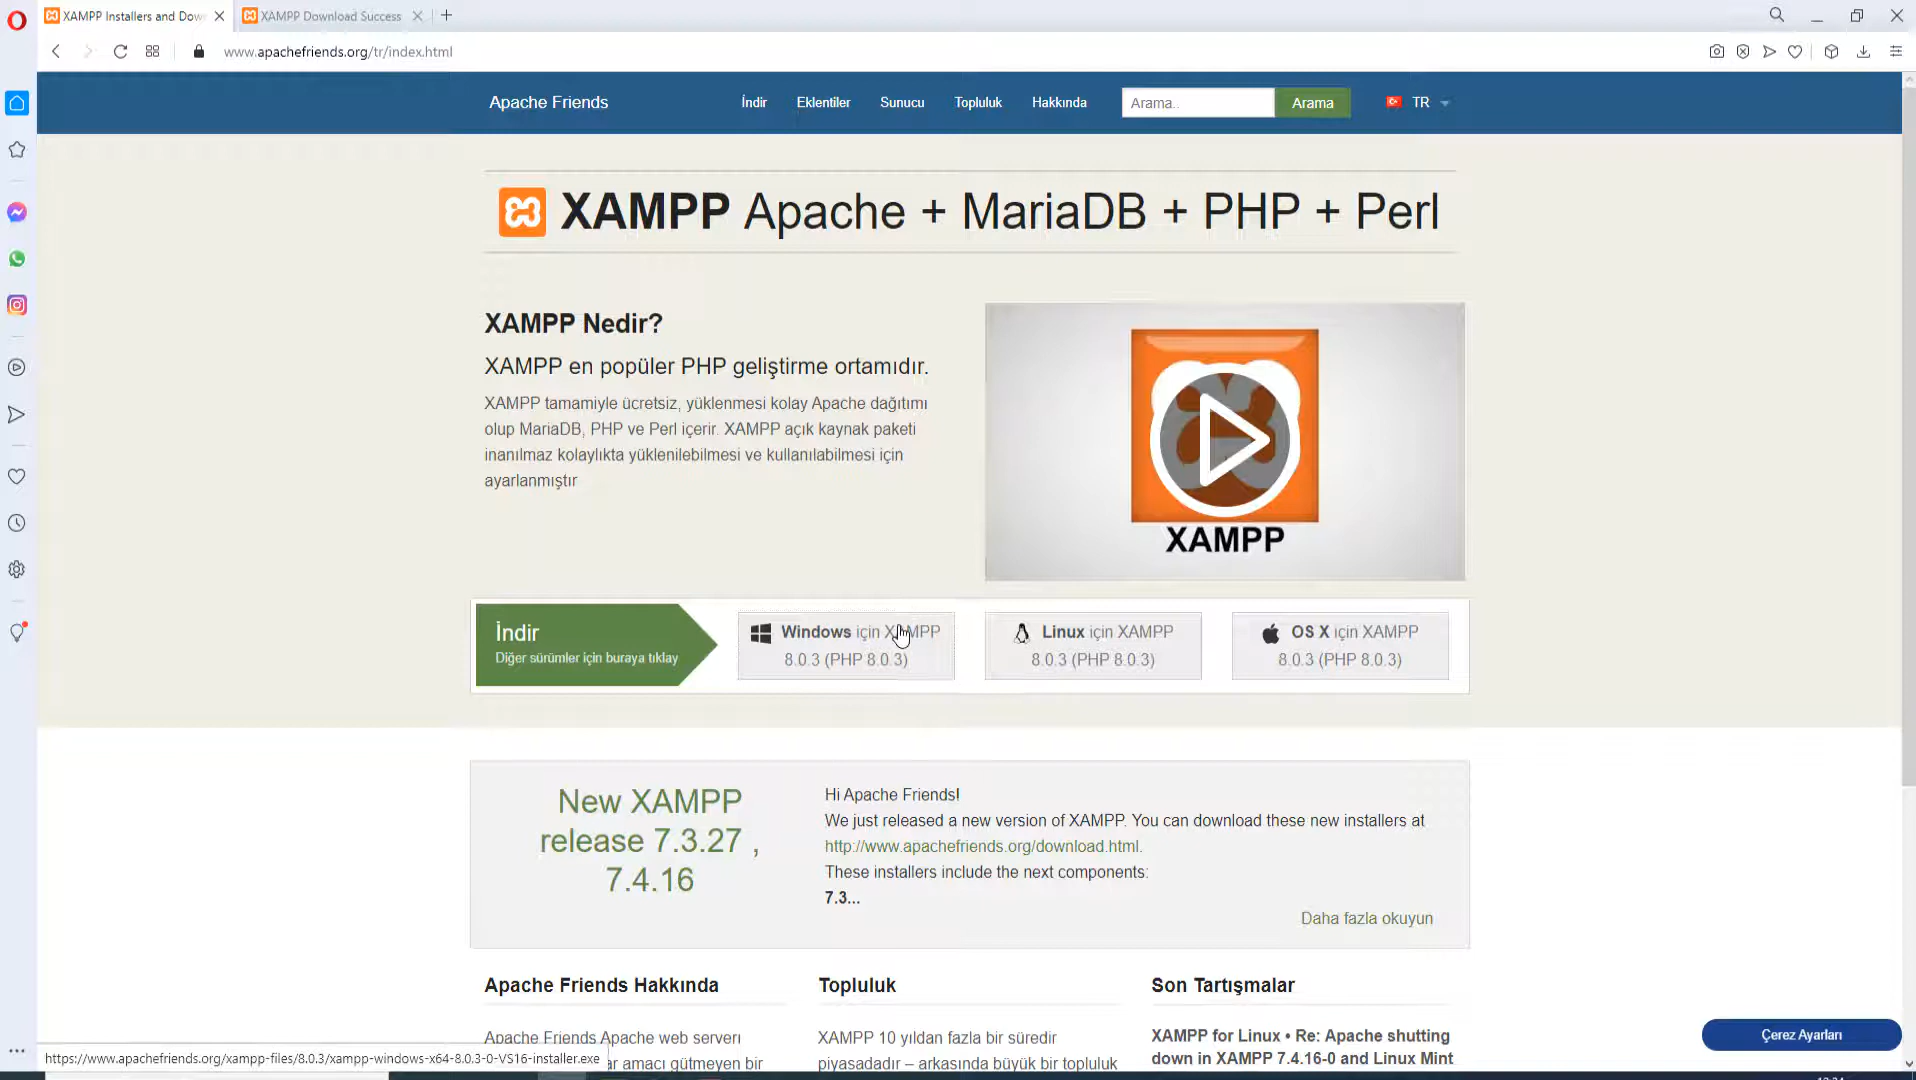 XAMPP Installers and Dow
XAMPP Download Success
www.apachefriends.org/tr/index.html
Apache Friends
İndir
Eklentiler
Sunucu
Topluluk
Hakkında
Arama..
Arama
TR
XAMPP Apache + MariaDB + PHP + Perl
XAMPP Nedir?
XAMPP en popüler PHP geliştirme ortamıdır.
XAMPP tamamiyle ücretsiz, yüklenmesi kolay Apache dağıtımı
olup MariaDB, PHP ve Perl içerir. XAMPP açık kaynak paketi
inanılmaz kolaylıkta yüklenilebilmesi ve kullanılabilmesi için
ayarlanmıştır
XAMPP
İndir
Diğer sürümler için buraya tıklay
Windows için XAMPP
8.0.3 (PHP 8.0.3)
Linux için XAMPP
8.0.3 (PHP 8.0.3)
OS X için XAMPP
8.0.3 (PHP 8.0.3)
New XAMPP
release 7.3.27 ,
7.4.16
Hi Apache Friends!
We just released a new version of XAMPP. You can download these new installers at
http://www.apachefriends.org/download.html.
These installers include the next components:
7.3...
Daha fazla okuyun
Apache Friends Hakkında
Apache Friends Apache web serverı
ar amacı gütmeyen bir
Topluluk
XAMPP 10 yıldan fazla bir süredir
piyasadadır – arkasında büyük bir topluluk
Son Tartışmalar
XAMPP for Linux • Re: Apache shutting
down in XAMPP 7.4.16-0 and Linux Mint
Çerez Ayarları
https://www.apachefriends.org/xampp-files/8.0.3/xampp-windows-x64-8.0.3-0-VS16-installer.exe